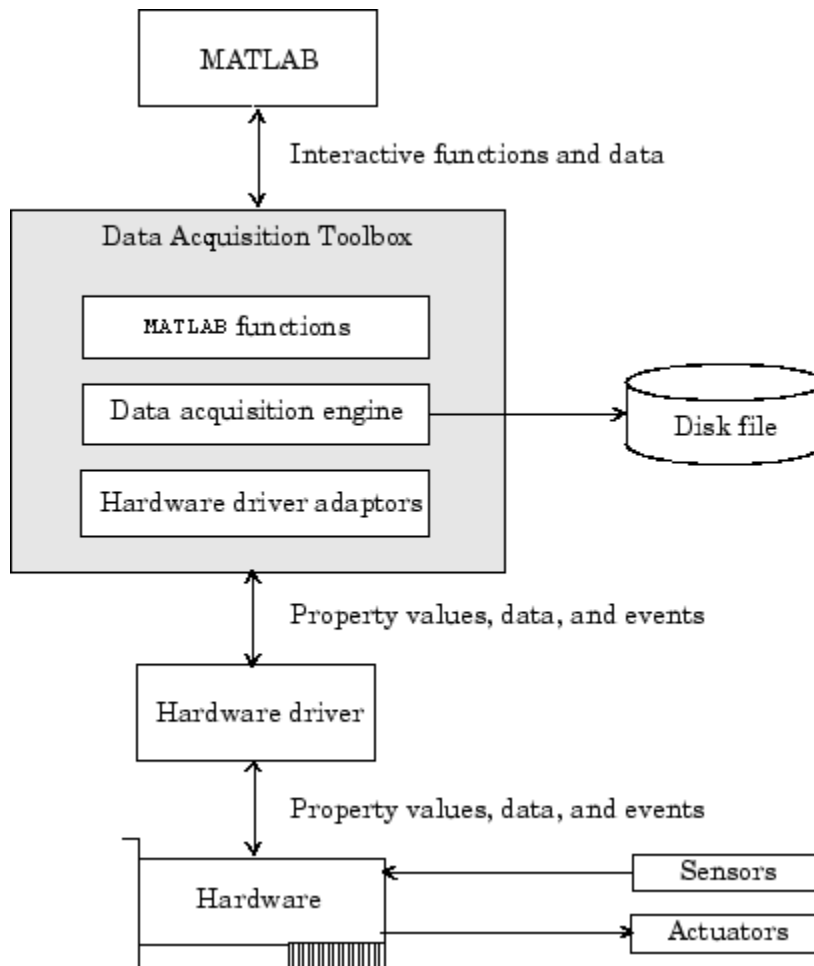 MATLAB
Interactive functions and data
Data Acquisition Toolbox
MATLAB functions
Data acquisition engine
Disk file
Hardware driver adaptors
Property values, data, and events
Hardware driver
Property values, data, and events
Sensors
Hardware
Actuators